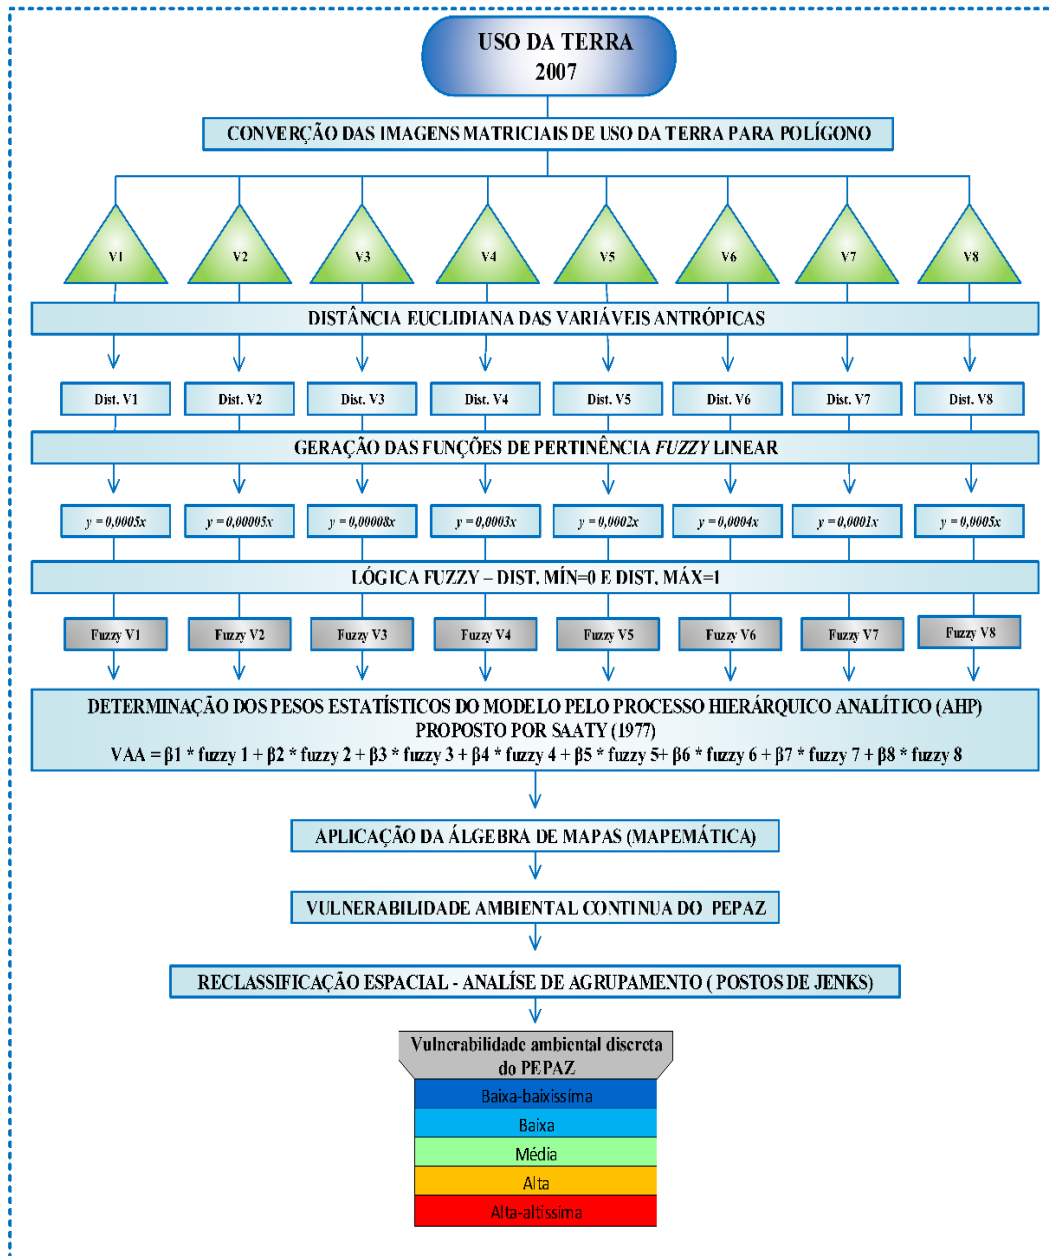 USO DA TERRA
2007
CONVERÇÃO DAS IMAGENS MATRICIAIS DE USO DA TERRA PARA POLÍGONO
V1 V2 V3 V4 V5 V6 V7 V8
DISTÂNCIA EUCLIDIANA DAS VARIÁVEIS ANTRÓPICAS
Dist. V1 Dist. V2 Dist. V3 Dist. V4 Dist. V5 Dist. V6 Dist. V7 Dist. V8
GERAÇÃO DAS FUNÇÕES DE PERTINÊNCIA FUZZY LINEAR
y = 0,0005x y = 0,00005x y = 0,00008x y = 0,0003x y = 0,0002x y = 0,0004x y = 0,0001x y = 0,0005x
LÓGICA FUZZY – DIST. MÍN=0 E DIST. MÁX=1
Fuzzy V1 Fuzzy V2 Fuzzy V3 Fuzzy V4 Fuzzy V5 Fuzzy V6 Fuzzy V7 Fuzzy V8
DETERMINAÇÃO DOS PESOS ESTATÍSTICOS DO MODELO PELO PROCESSO HIERÁRQUICO ANALÍTICO (AHP)
PROPOSTO POR SAATY (1977)
VAA = β1 * fuzzy 1 + β2 * fuzzy 2 + β3 * fuzzy 3 + β4 * fuzzy 4 + β5 * fuzzy 5+ β6 * fuzzy 6 + β7 * fuzzy 7 + β8 * fuzzy 8
APLICAÇÃO DA ÁLGEBRA DE MAPAS (MAPEMÁTICA)
VULNERABILIDADE AMBIENTAL CONTINUA DO PEPAZ
RECLASSIFICAÇÃO ESPACIAL - ANALÍSE DE AGRUPAMENTO ( POSTOS DE JENKS)
Vulnerabilidade ambiental discreta
do PEPAZ
Baixa-baixissíma
Baixa
Média
Alta
Alta-altissíma